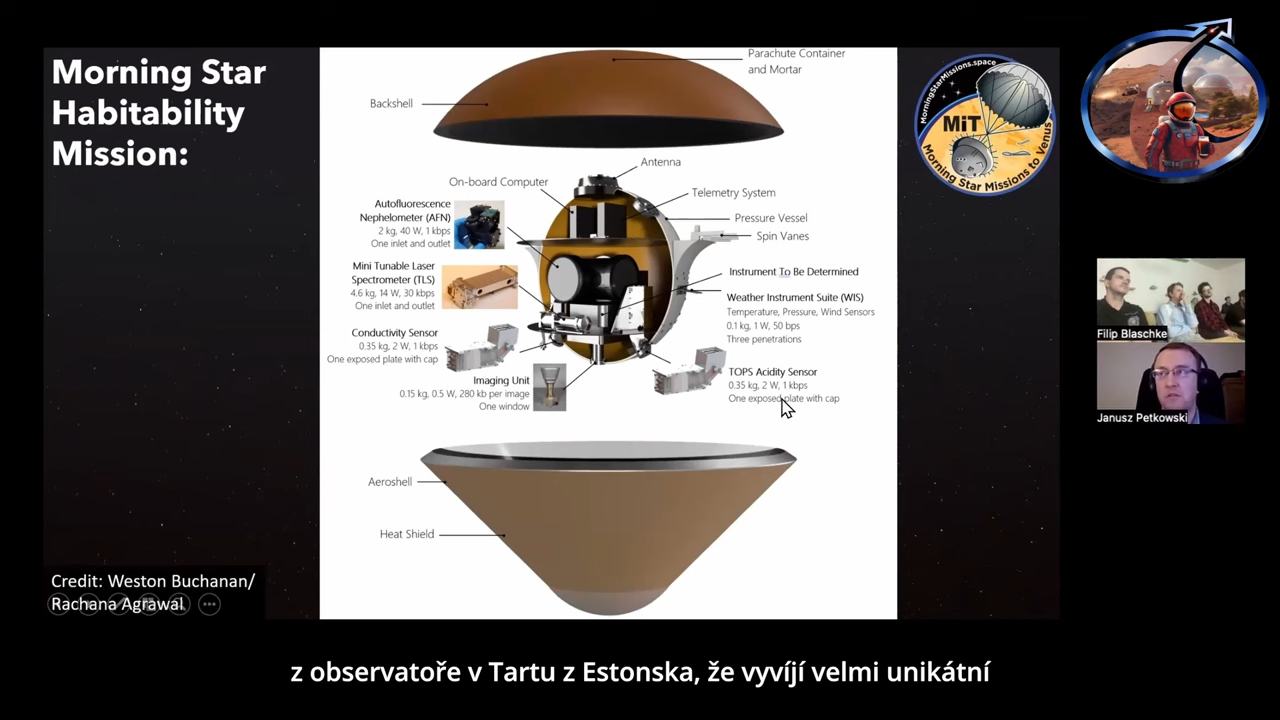 Morning Star
Habitability
Mission:
Parachute Container
and Mortar
Backshell
Antenna
On-board Computer
Telemetry System
Autofluorescence
Nephelometer (AFN)
2 kg, 40 W, 1 kbps
One inlet and outlet
Pressure Vessel
Spin Vanes
Mini Tunable Laser
Spectrometer (TLS)
4.6 kg, 14 W, 30 kbps
One inlet and outlet
Instrument To Be Determined
Weather Instrument Suite (WIS)
Temperature, Pressure, Wind Sensors
0.1 kg, 1 W, 50 bps
Three penetrations
Conductivity Sensor
0.35 kg, 2 W, 1 kbps
One exposed plate with cap
Imaging Unit
0.15 kg, 0.5 W, 280 kb per image
One window
TOPS Acidity Sensor
0.35 kg, 2 W, 1 kbps
One exposed plate with cap
Aeroshell
Heat Shield
Credit: Weston Buchanan/
Rachana Agrawal
MorningStarMissions.space
MiT
Morning Star Missions to Venus
Filip Blaschke
Janusz Petkowski
z observatoře v Tartu z Estonska, že vyvíjí velmi unikátní